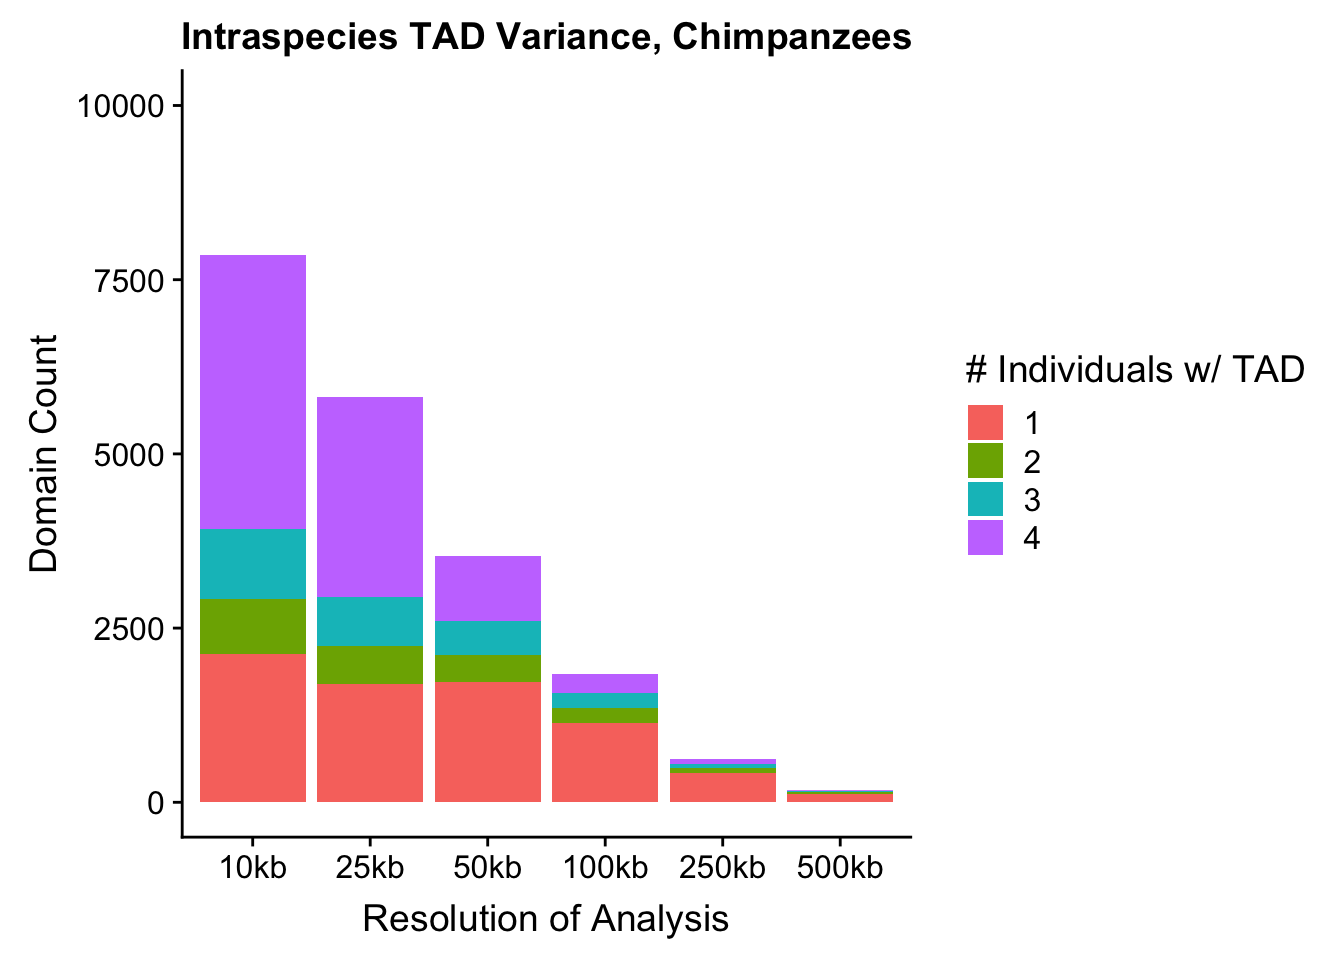 Intraspecies TAD Variance, Chimpanzees
10000
7500
5000
2500
0
Domain Count
10kb 25kb 50kb 100kb 250kb 500kb
Resolution of Analysis
# Individuals w/ TAD
1
2
3
4